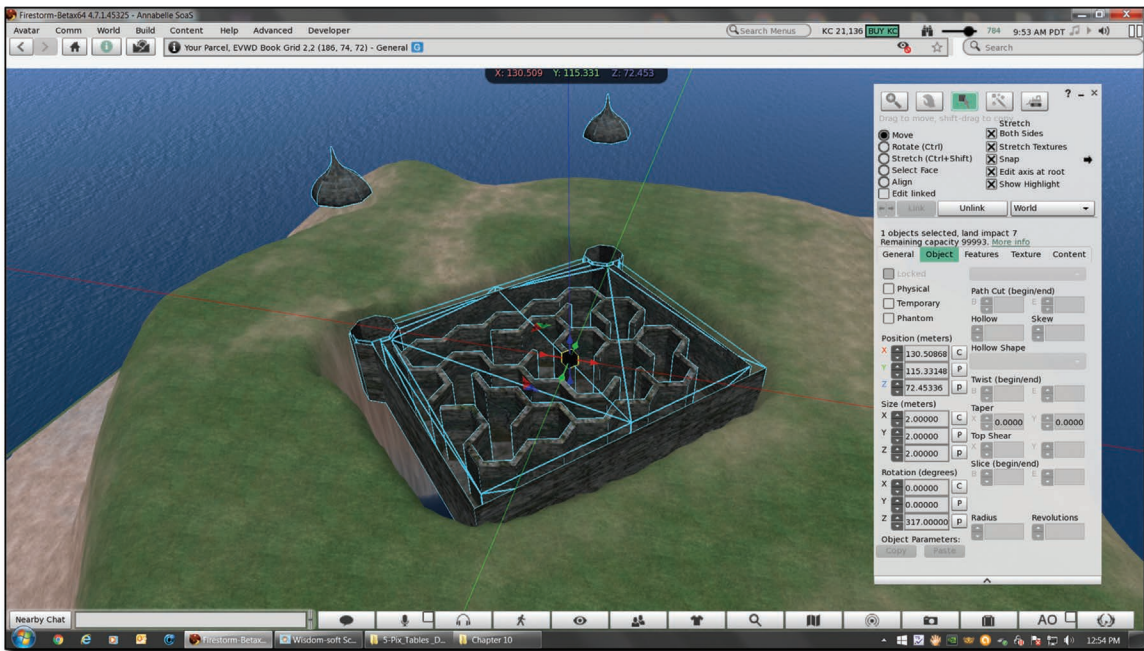 Firestorm-Betax64 4.7.1.45325 - Annabelle SoaS
Avatar Comm World Build Content Help Advanced Developer
Search Menus KC 21,136 BUY KC 784 9:53 AM PDT
Your Parcel, EVWD Book Grid 2,2 (186, 74, 72) - General G
Search
X: 130.509 Y: 115.331 Z: 72.453
? - ×
Drag to move, shift-drag to copy
Stretch
Move
Both Sides
Rotate (Ctrl)
Stretch Textures
Stretch (Ctrl+Shift)
Snap
Select Face
Edit axis at root
Align
Show Highlight
Edit linked
Link Unlink World
1 objects selected, land impact 7
Remaining capacity 99993. More info
General Object Features Texture Content
Locked
Physical
Path Cut (begin/end)
Temporary
B E
Phantom
Hollow Skew
Position (meters)
X 130.50868 C
Hollow Shape
Y 115.33148 P
Z 72.45336 p
Twist (begin/end)
B E
Size (meters)
Taper
X 2.00000 C
X 0.0000 Y 0.0000
Y 2.00000 P
Top Shear
Z 2.00000 P
X Y
Slice (begin/end)
Rotation (degrees)
B E
X 0.00000 C
Y 0.00000 P
Z 317.00000 p
Radius Revolutions
Object Parameters:
Copy Paste
Nearby Chat
AO
Firestorm-Betax... Wisdom-soft Sc... 5-Pix_Tables_D... Chapter 10
12:54 PM